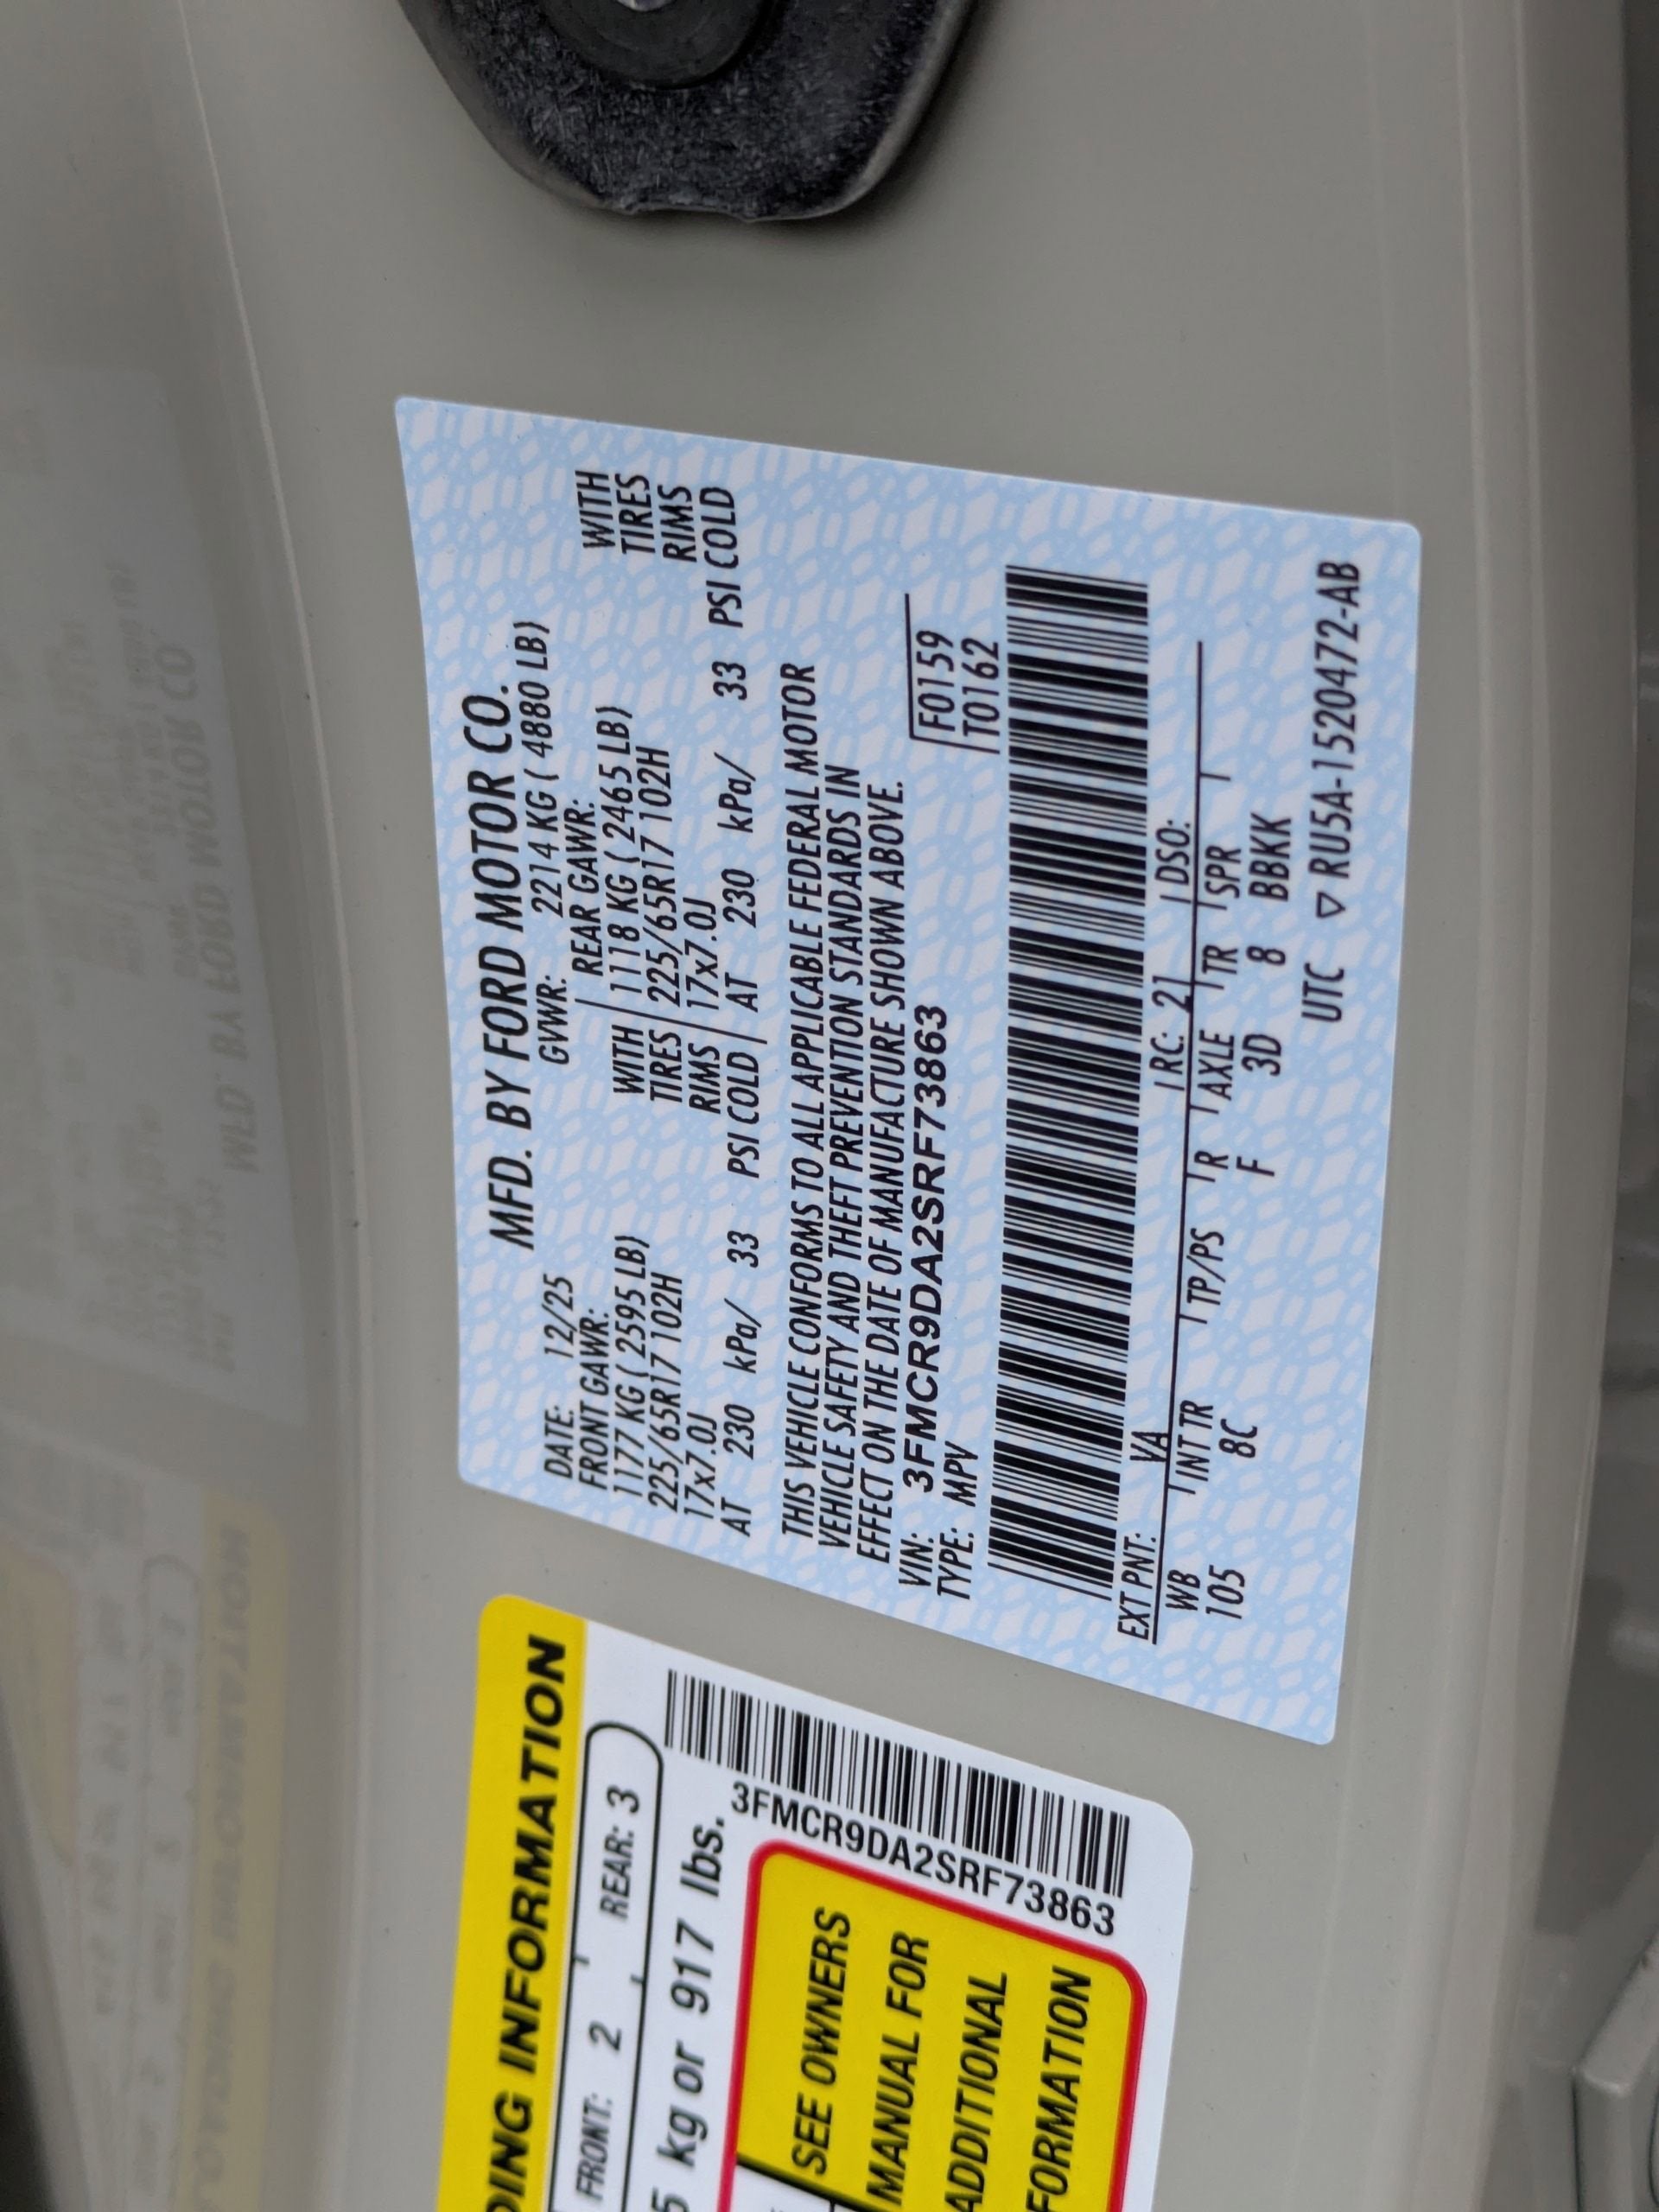 MFD. BY FORD MOTOR CO.
DATE: 12/25 GVWR: 2214 KG ( 4880 LB)
FRONT GAWR: REAR GAWR:
1177 KG ( 2595 LB) WITH 1118 KG ( 2465 LB) WITH
225/65R17 102H TIRES 225/65R17 102H TIRES
17x7.0J RIMS 17x7.0J RIMS
AT 230 kPa/ 33 PSI COLD AT 230 kPa/ 33 PSI COLD
THIS VEHICLE CONFORMS TO ALL APPLICABLE FEDERAL MOTOR
VEHICLE SAFETY AND THEFT PREVENTION STANDARDS IN
EFFECT ON THE DATE OF MANUFACTURE SHOWN ABOVE.
VIN: 3FMCR9DA2SRF73863 F0159
TYPE: MPV T0162
EXT PNT: VA RC: 21 DSO:
WB INT TR TP/PS R AXLE TR SPR
105 8C F 3D 8 BBKK
UTC ▽ RU5A-1520472-AB
DING INFORMATION
FRONT: 2 REAR: 3
5 kg or 917 lbs.
3FMCR9DA2SRF73863
SEE OWNERS
MANUAL FOR
ADDITIONAL
FORMATION